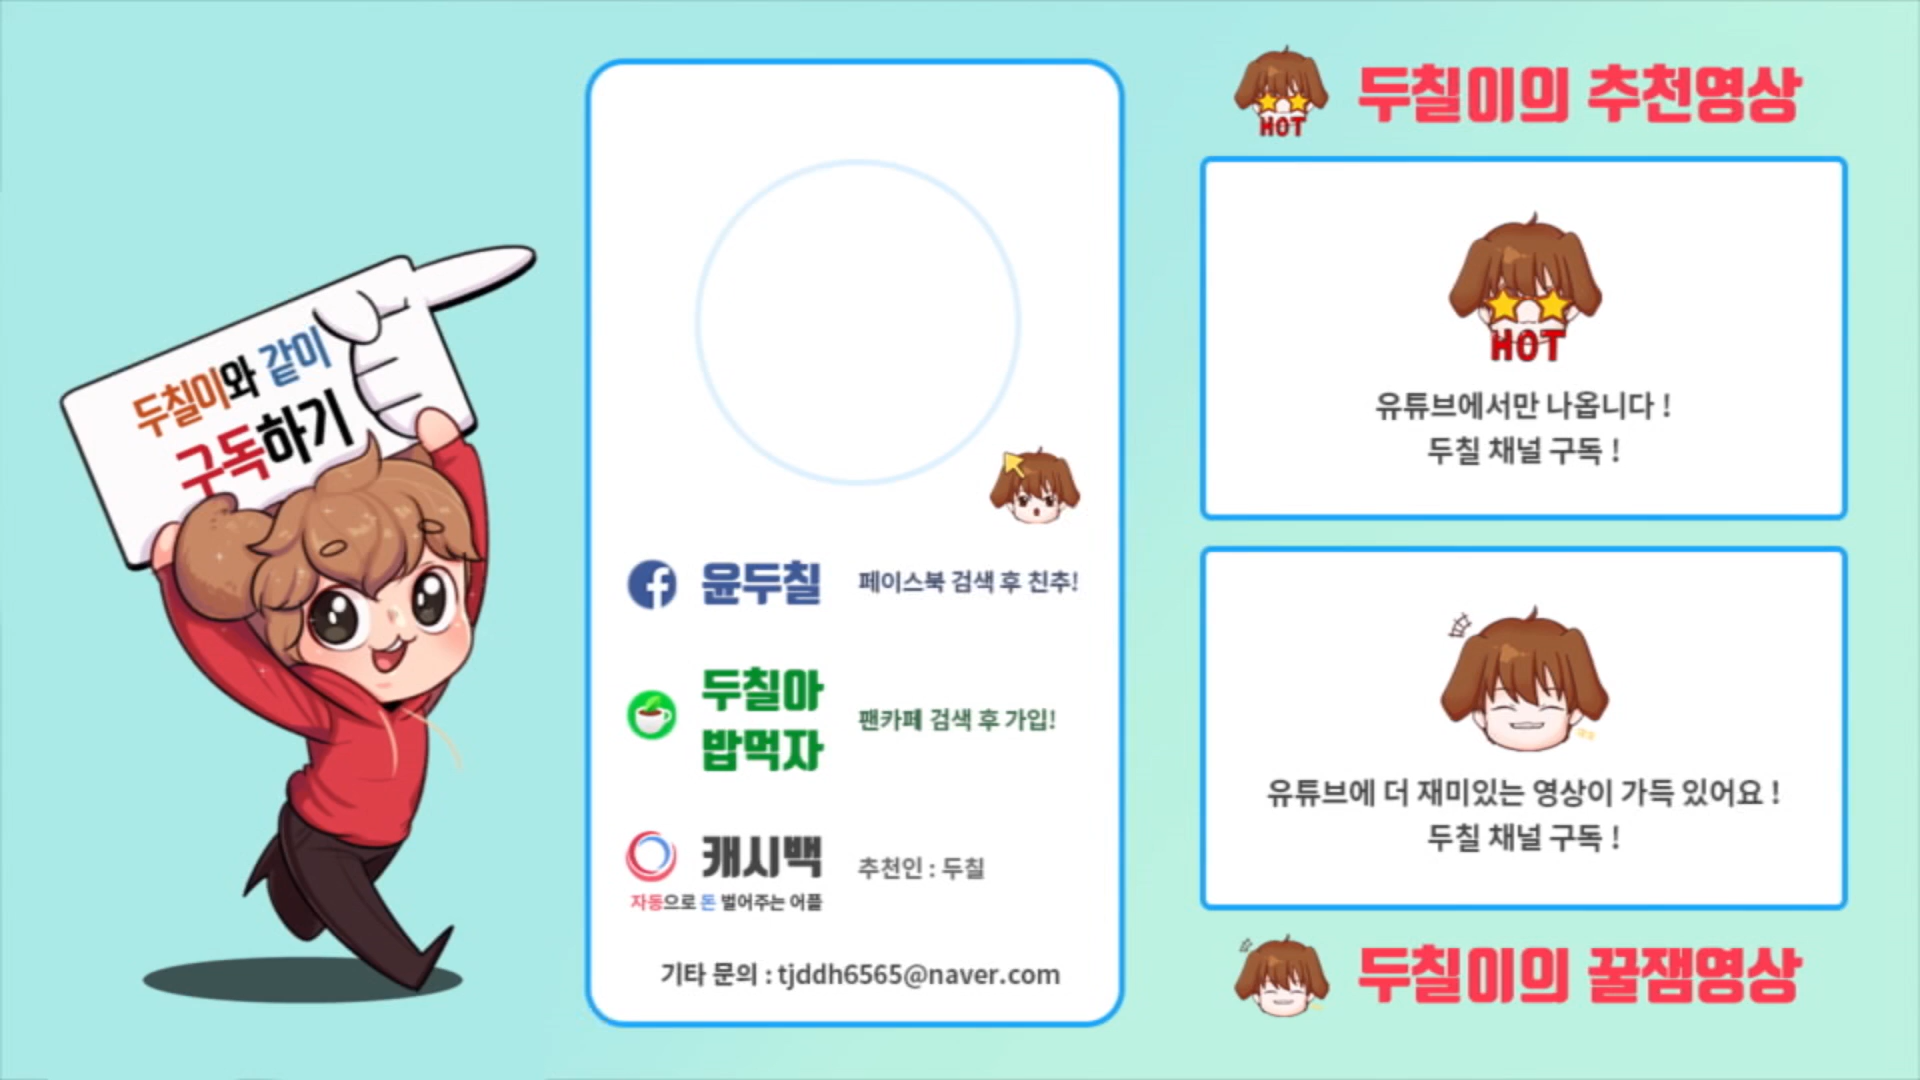 두칠이와 같이
구독하기
윤두칠
페이스북 검색 후 친추!
두칠아
밥먹자
팬카페 검색 후 가입!
캐시백
추천인 : 두칠
자동으로 돈 벌어주는 어플
기타 문의 : tjddh6565@naver.com
HOT
두칠이의 추천영상
HOT
유튜브에서만 나옵니다 !
두칠 채널 구독 !
유튜브에 더 재미있는 영상이 가득 있어요 !
두칠 채널 구독 !
두칠이의 꿀잼영상